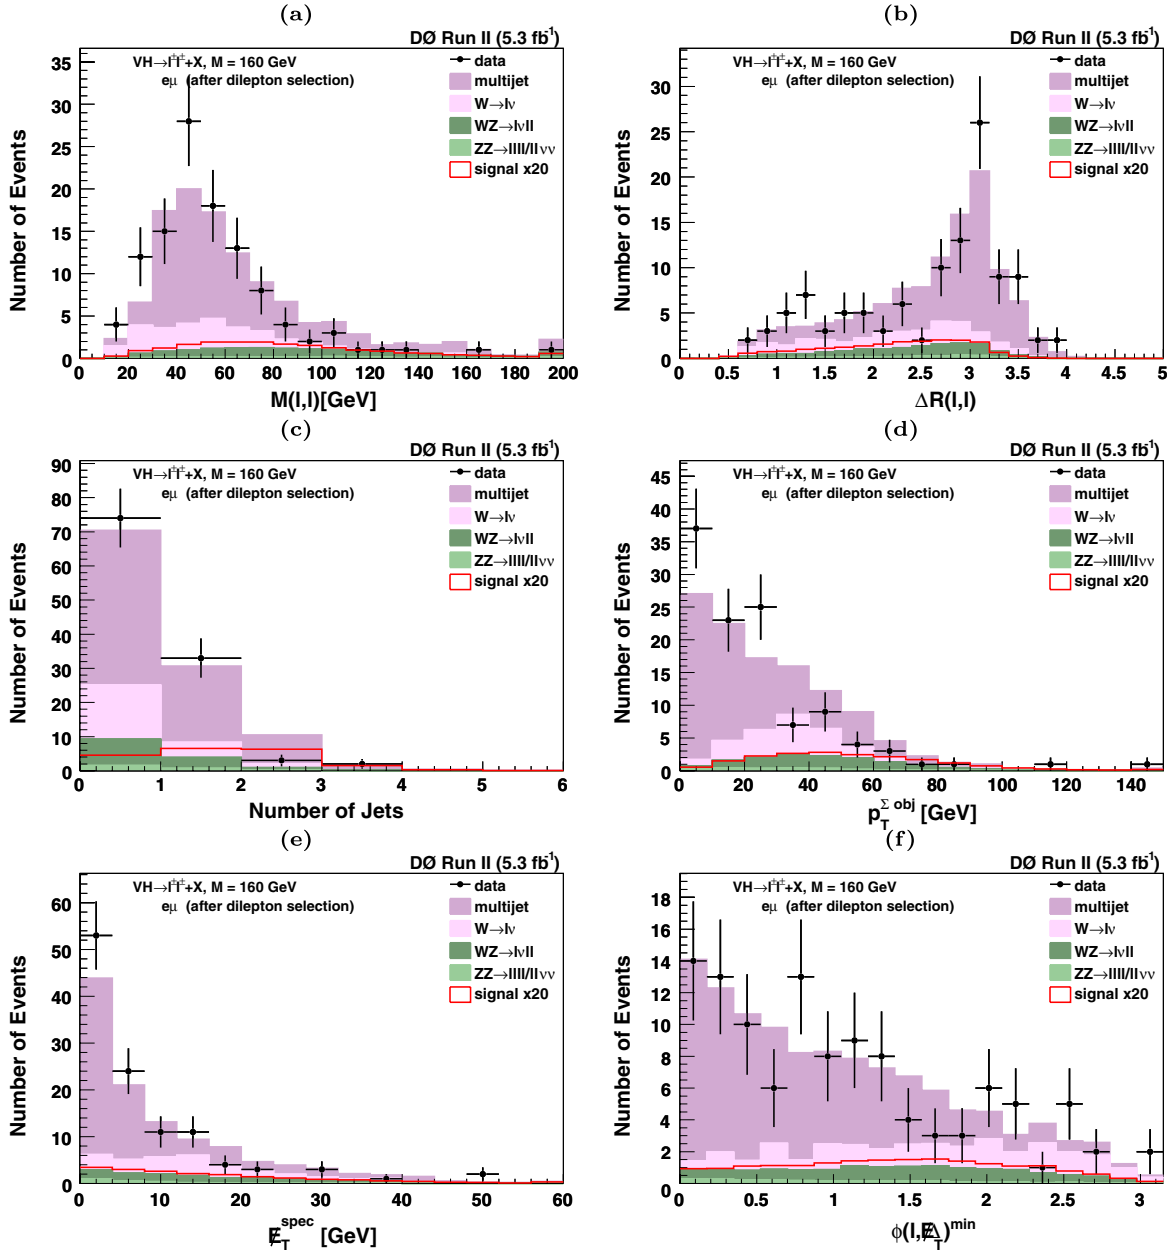 (a)
DØ Run II (5.3 fb⁻¹)
VH→l±l±+X, M = 160 GeV
eμ (after dilepton selection)
data
multijet
W→lν
WZ→lνll
ZZ→llll/llνν
signal x20
Number of Events
35
30
25
20
15
10
5
0
0 20 40 60 80 100 120 140 160 180 200
M(l,l)[GeV]
(b)
DØ Run II (5.3 fb⁻¹)
VH→l±l±+X, M = 160 GeV
eμ (after dilepton selection)
data
multijet
W→lν
WZ→lνll
ZZ→llll/llνν
signal x20
Number of Events
30
25
20
15
10
5
0
0 0.5 1 1.5 2 2.5 3 3.5 4 4.5 5
ΔR(l,l)
(c)
DØ Run II (5.3 fb⁻¹)
VH→l±l±+X, M = 160 GeV
eμ (after dilepton selection)
data
multijet
W→lν
WZ→lνll
ZZ→llll/llνν
signal x20
Number of Events
90
80
70
60
50
40
30
20
10
0
0 1 2 3 4 5 6
Number of Jets
(d)
DØ Run II (5.3 fb⁻¹)
VH→l±l±+X, M = 160 GeV
eμ (after dilepton selection)
data
multijet
W→lν
WZ→lνll
ZZ→llll/llνν
signal x20
Number of Events
45
40
35
30
25
20
15
10
5
0
0 20 40 60 80 100 120 140
p_T^Σ obj [GeV]
(e)
DØ Run II (5.3 fb⁻¹)
VH→l±l±+X, M = 160 GeV
eμ (after dilepton selection)
data
multijet
W→lν
WZ→lνll
ZZ→llll/llνν
signal x20
Number of Events
60
50
40
30
20
10
0
0 10 20 30 40 50 60
E̸_T^spec [GeV]
(f)
DØ Run II (5.3 fb⁻¹)
VH→l±l±+X, M = 160 GeV
eμ (after dilepton selection)
data
multijet
W→lν
WZ→lνll
ZZ→llll/llνν
signal x20
Number of Events
18
16
14
12
10
8
6
4
2
0
0 0.5 1 1.5 2 2.5 3